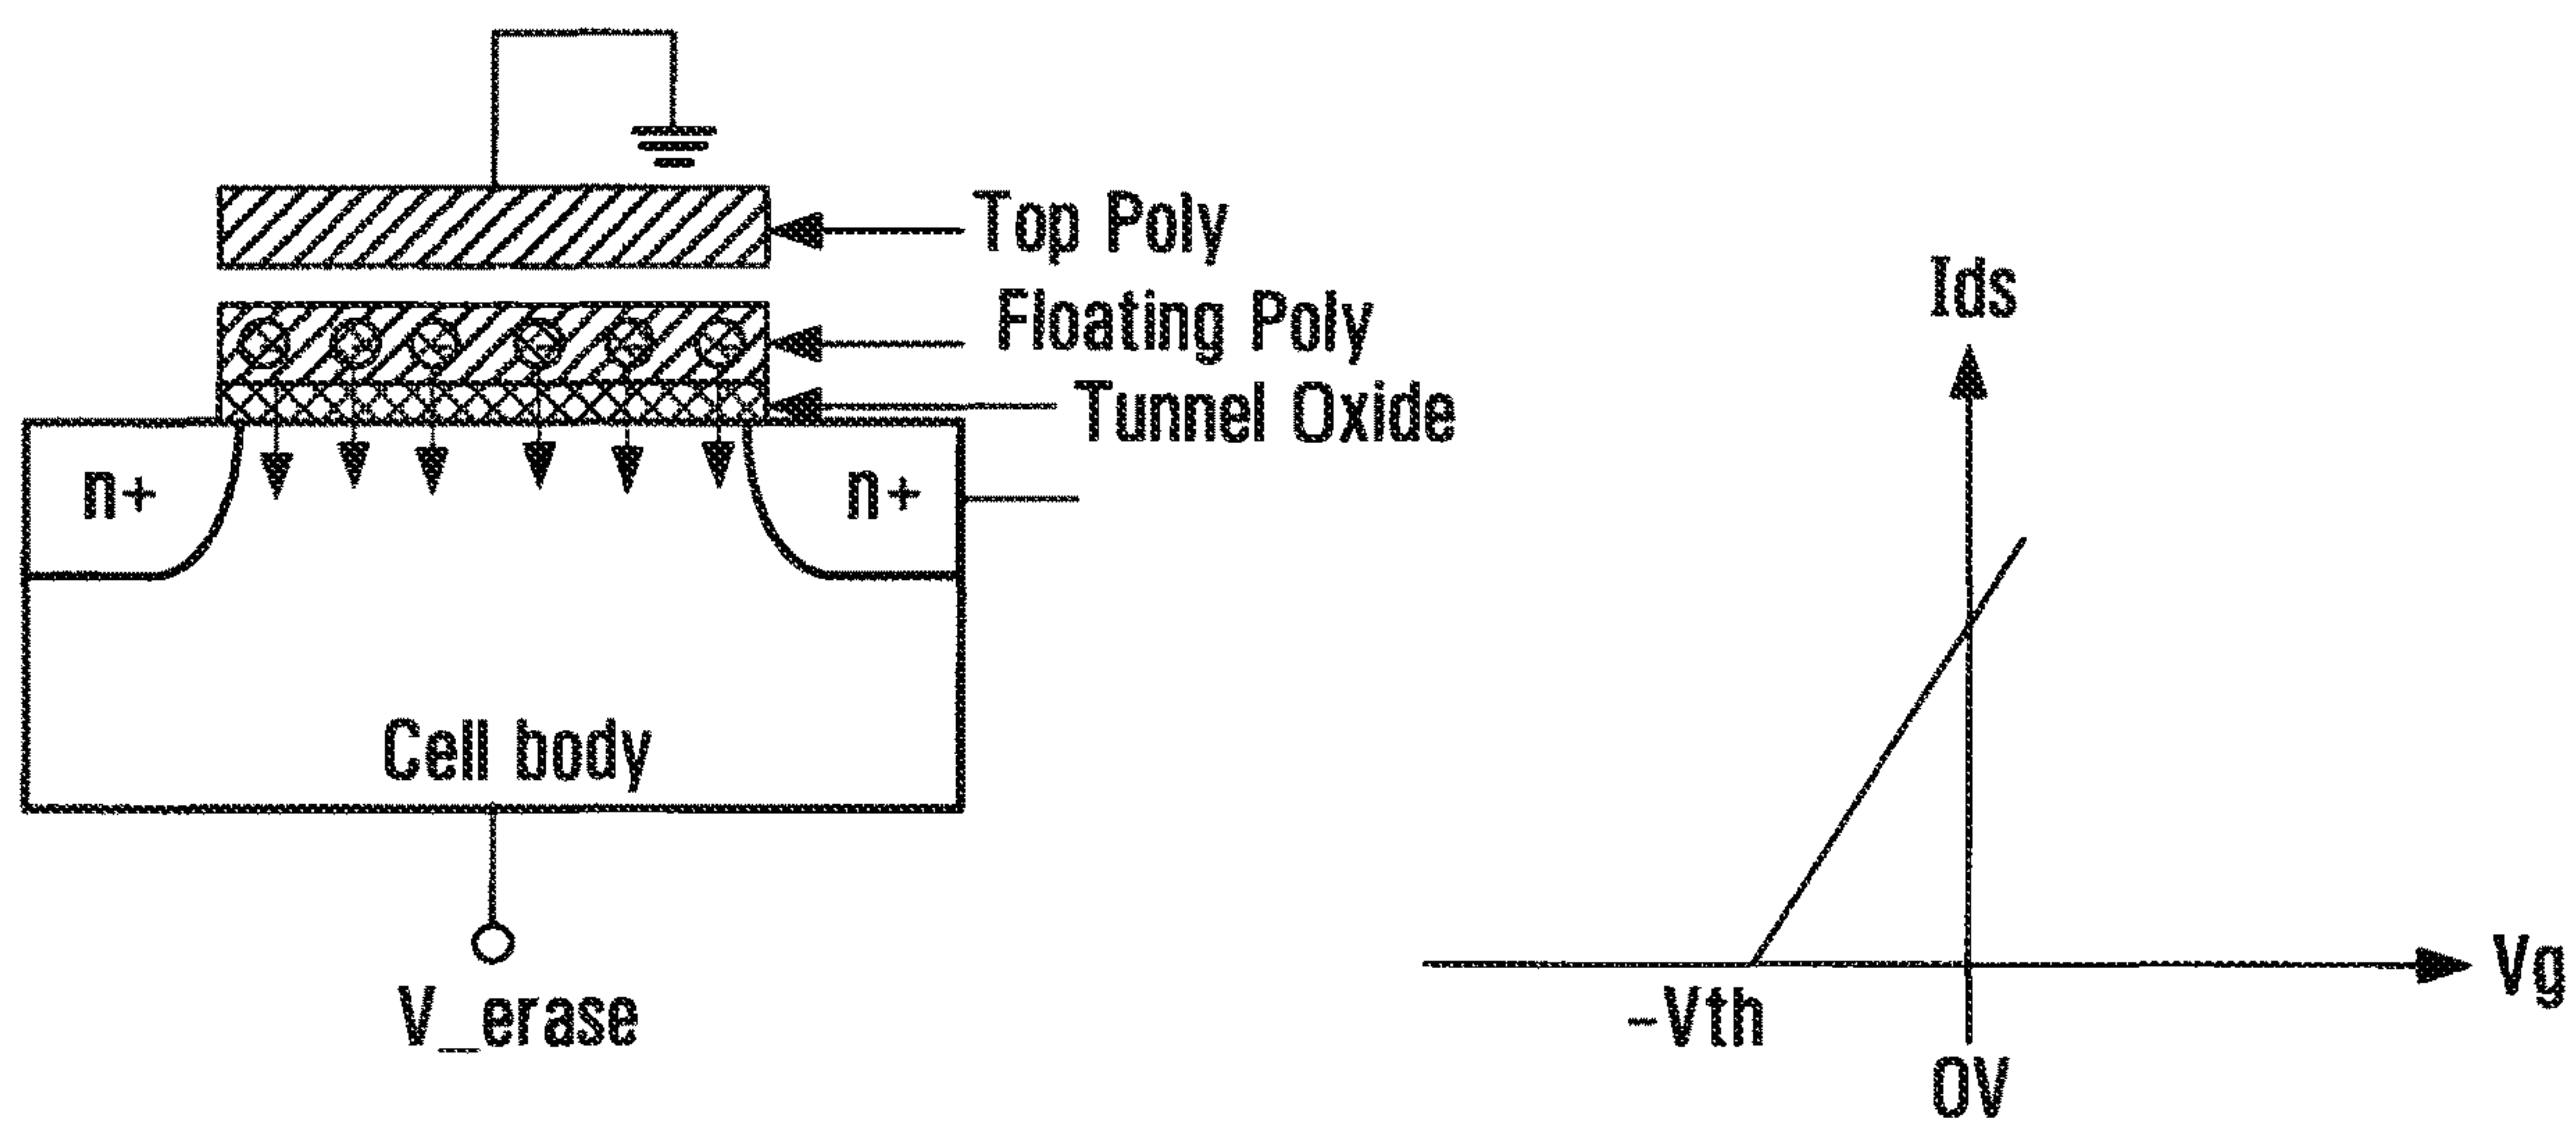 Top Poly
Floating Poly
Tunnel Oxide
n+
n+
Cell body
V_erase
Ids
Vg
-Vth
0V